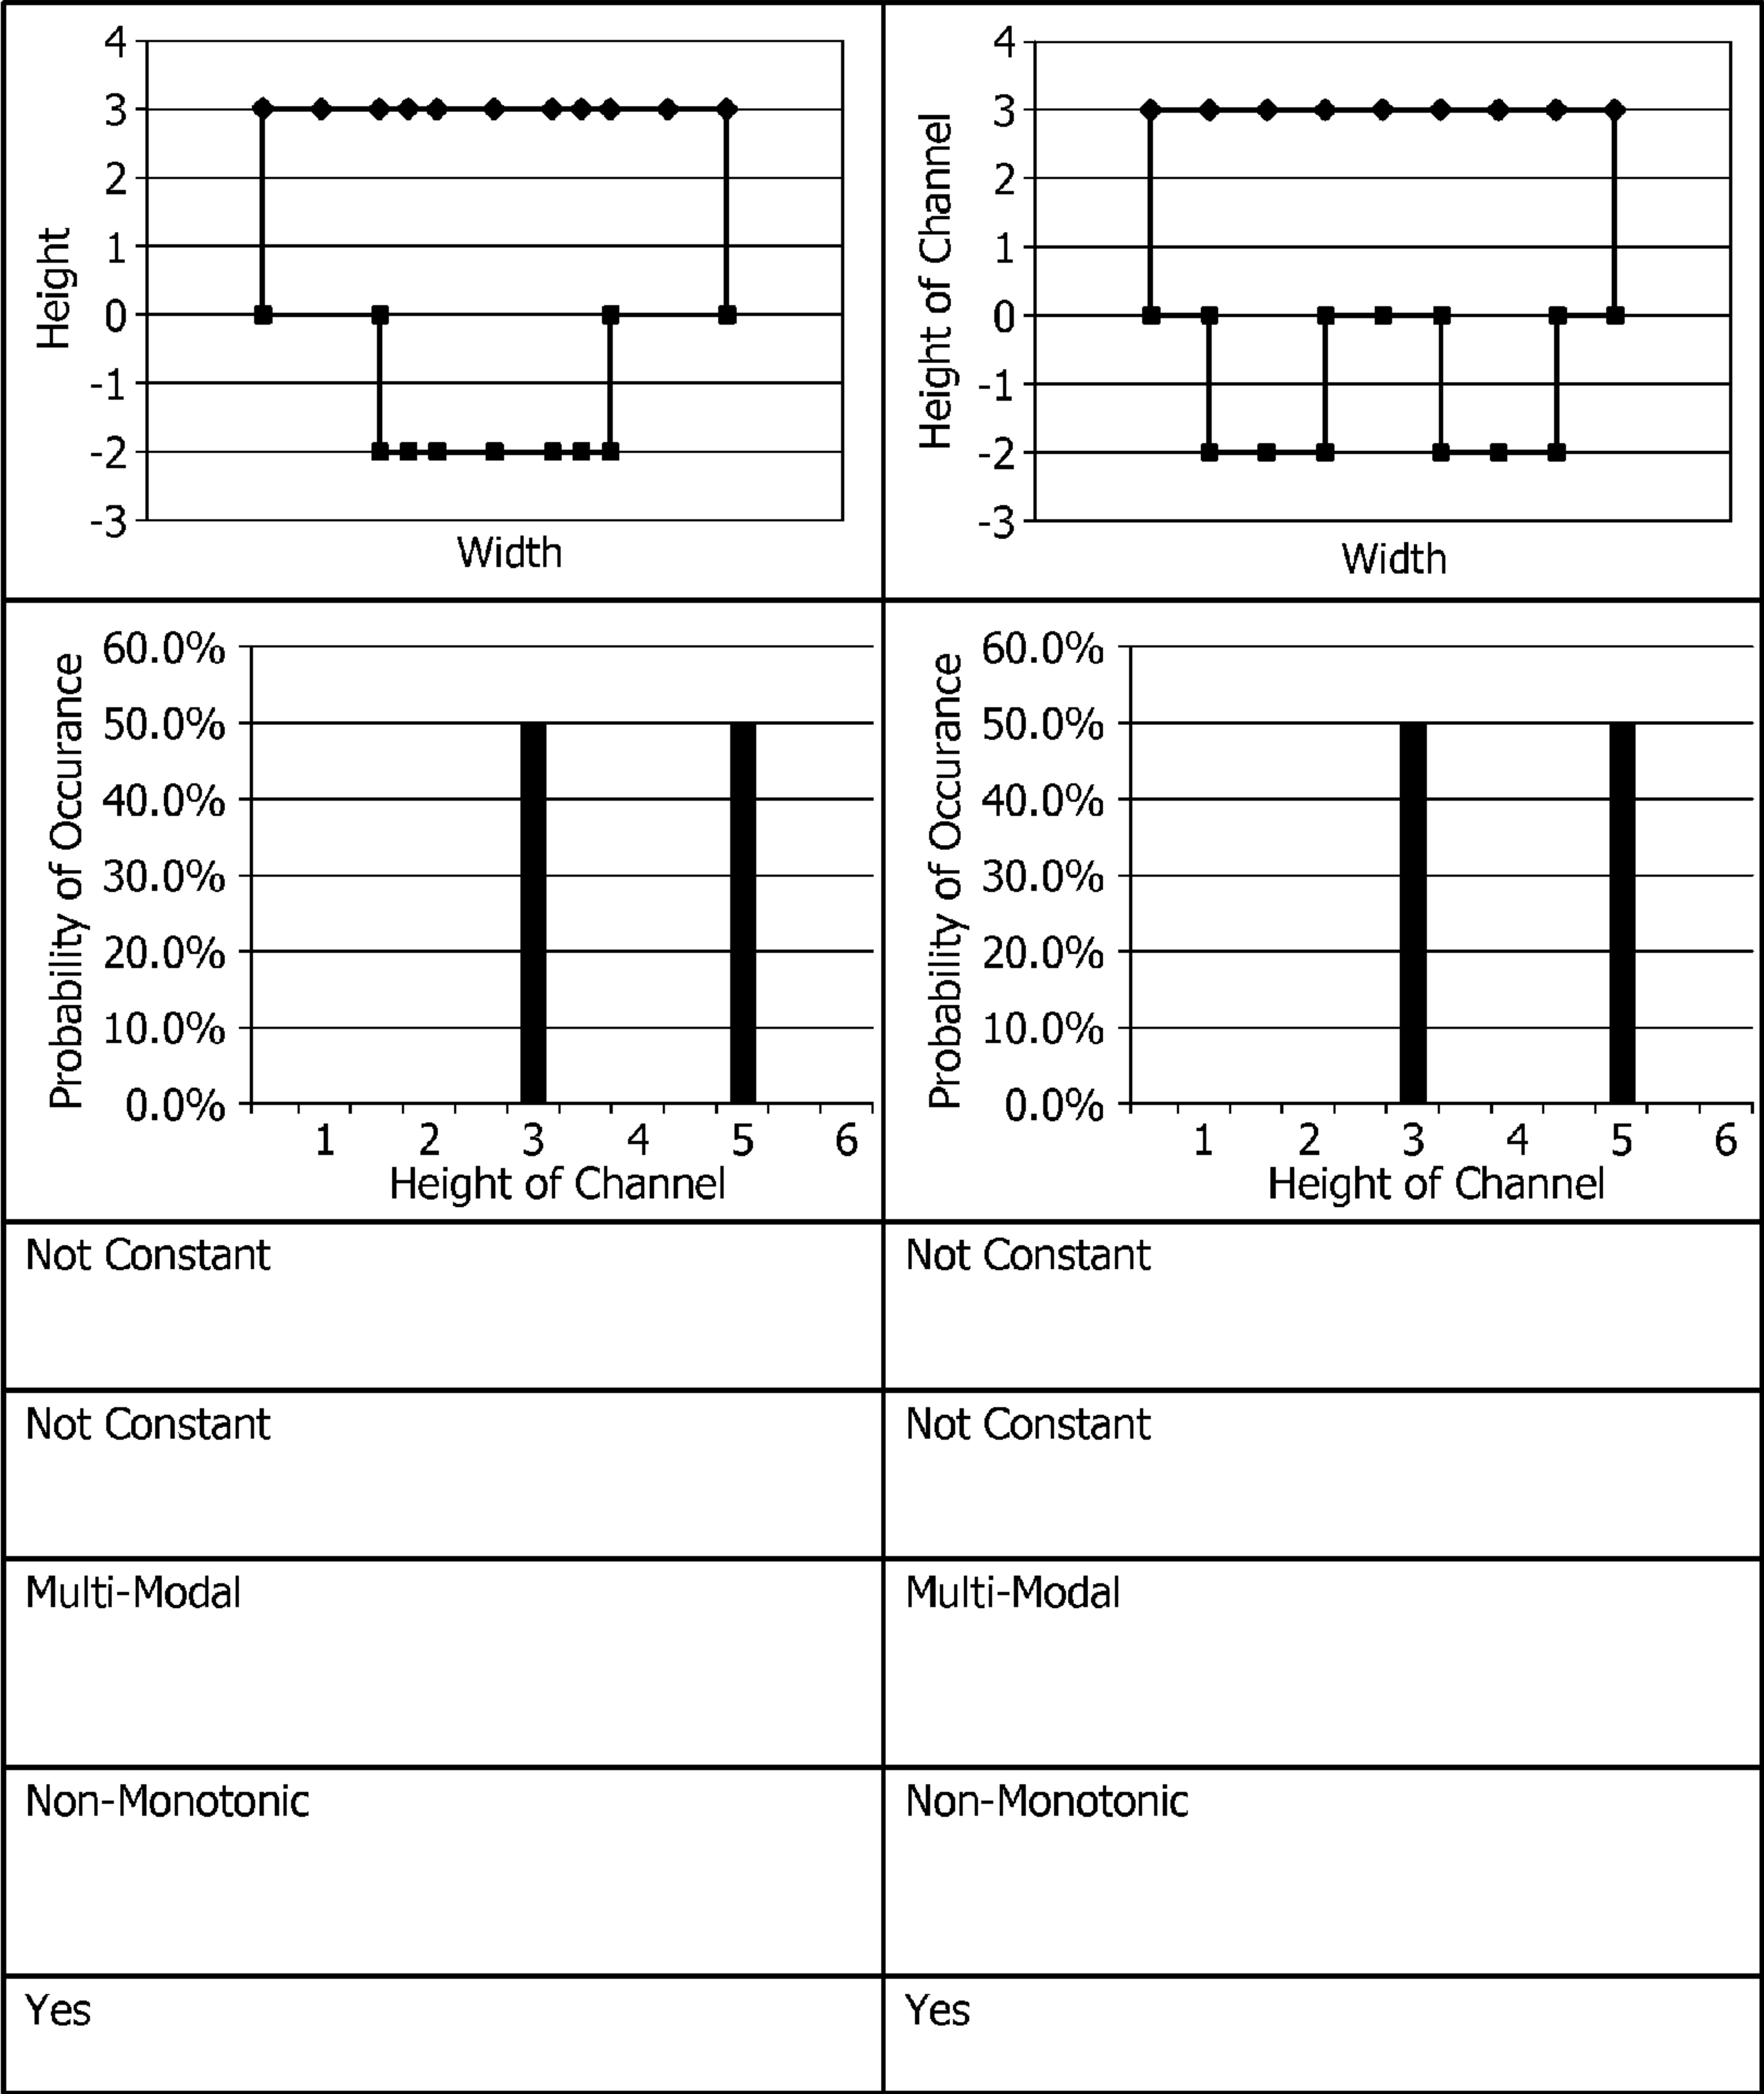 4
3
2
1
0
-1
-2
-3
Height
Width
4
3
2
1
0
-1
-2
-3
Height of Channel
Width
60.0%
50.0%
40.0%
30.0%
20.0%
10.0%
0.0%
Probability of Occurance
1 2 3 4 5 6
Height of Channel
60.0%
50.0%
40.0%
30.0%
20.0%
10.0%
0.0%
Probability of Occurance
1 2 3 4 5 6
Height of Channel
Not Constant
Not Constant
Not Constant
Not Constant
Multi-Modal
Multi-Modal
Non-Monotonic
Non-Monotonic
Yes
Yes